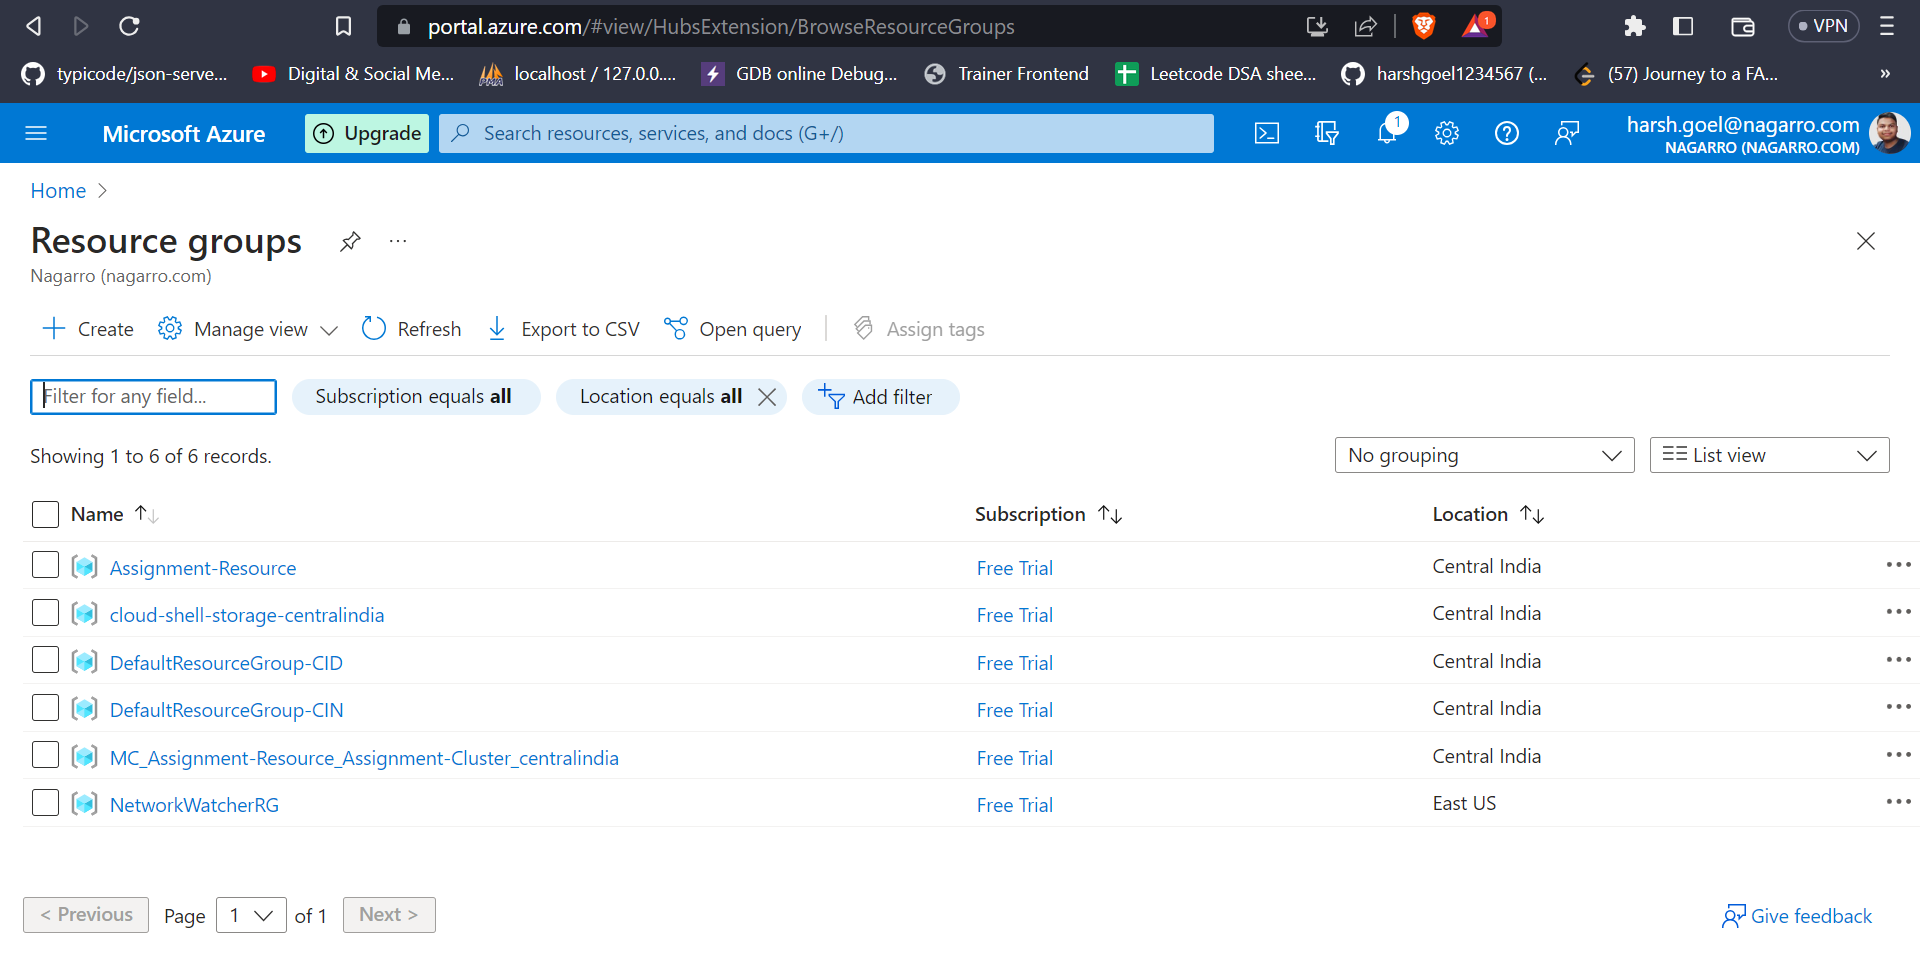 portal.azure.com/#view/HubsExtension/BrowseResourceGroups
1
VPN
typicode/json-serve...
Digital & Social Me...
localhost / 127.0.0....
GDB online Debug...
Trainer Frontend
Leetcode DSA shee...
harshgoel1234567 (...
(57) Journey to a FA...
»
Microsoft Azure
Upgrade
Search resources, services, and docs (G+/)
1
harsh.goel@nagarro.com
NAGARRO (NAGARRO.COM)
Home >
Resource groups
...
Nagarro (nagarro.com)
Create
Manage view
Refresh
Export to CSV
Open query
Assign tags
Filter for any field...
Subscription equals all
Location equals all
Add filter
Showing 1 to 6 of 6 records.
No grouping
List view
Name
Subscription
Location
Assignment-Resource Free Trial Central India
cloud-shell-storage-centralindia Free Trial Central India
DefaultResourceGroup-CID Free Trial Central India
DefaultResourceGroup-CIN Free Trial Central India
MC_Assignment-Resource_Assignment-Cluster_centralindia Free Trial Central India
NetworkWatcherRG Free Trial East US
< Previous
Page 1 of 1
Next >
Give feedback